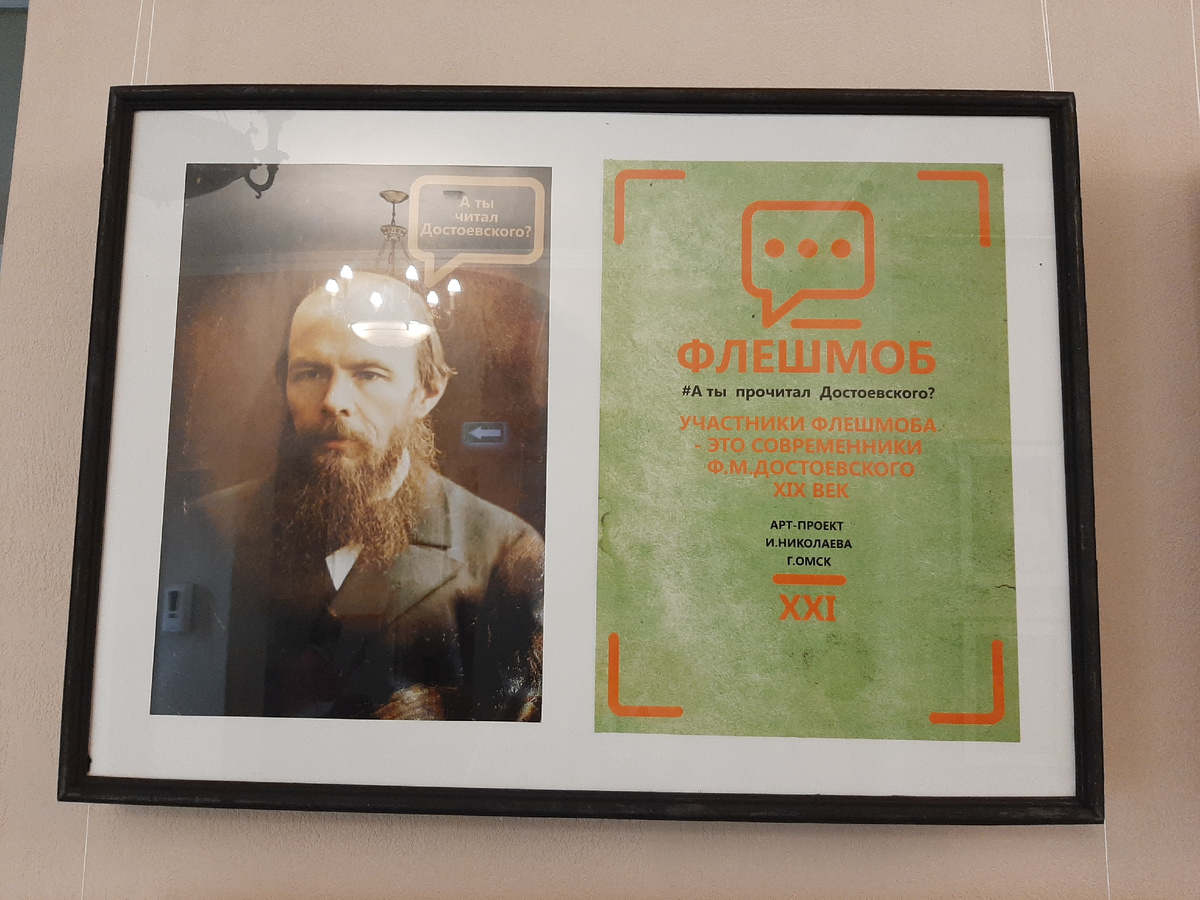 А ты
читал
Достоевского?
ФЛЕШМОБ
#А ты прочитал Достоевского?
УЧАСТНИКИ ФЛЕШМОБА
- ЭТО СОВРЕМЕННИКИ
Ф.М.ДОСТОЕВСКОГО
XIX ВЕК
АРТ-ПРОЕКТ
И.НИКОЛАЕВА
Г.ОМСК
XXI